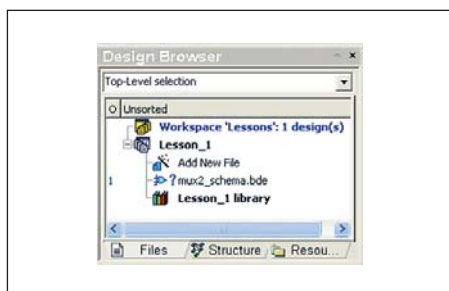 Design Browser
Top-Level selection
O Unsorted
Workspace 'Lessons': 1 design(s)
Lesson_1
Add New File
1 ?mux2_schema.bde
Lesson_1 library
Files Structure Resou...